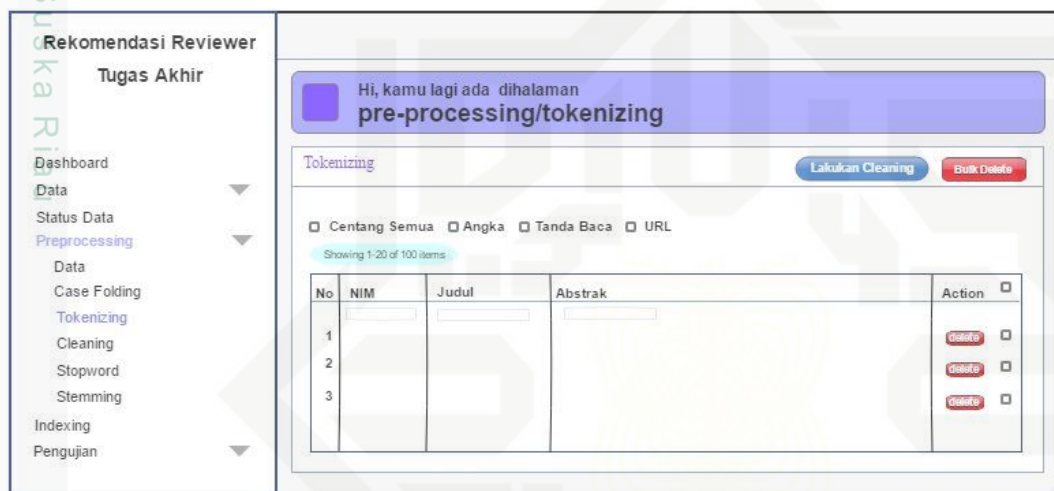 Suska Riau
Rekomendasi Reviewer
Tugas Akhir
Dashboard
Data
Status Data
Preprocessing
Data
Case Folding
Tokenizing
Cleaning
Stopword
Stemming
Indexing
Pengujian
Hi, kamu lagi ada dihalaman
pre-processing/tokenizing
Tokenizing
Lakukan Cleaning
Bulk Delete
Centang Semua Angka Tanda Baca URL
Showing 1-20 of 100 items
No NIM Judul Abstrak Action
1 delete
2 delete
3 delete